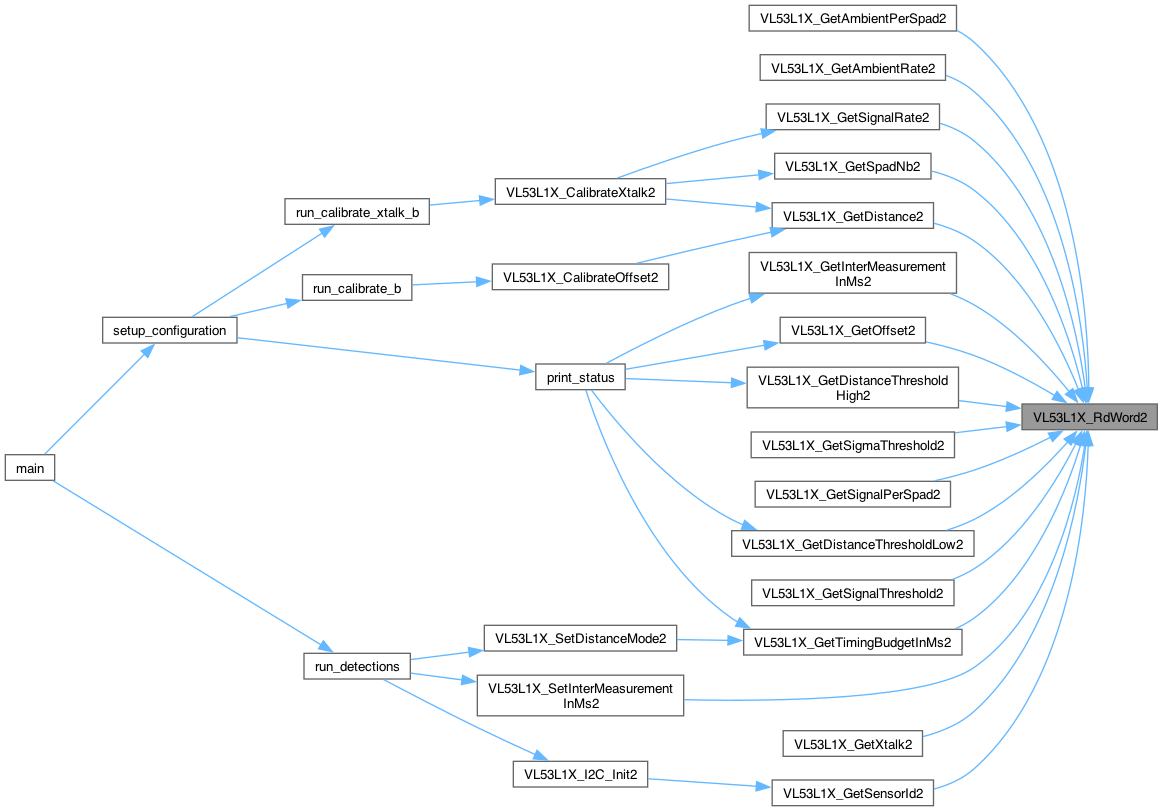 VL53L1X_GetAmbientPerSpad2
VL53L1X_GetAmbientRate2
VL53L1X_GetSignalRate2
VL53L1X_GetSpadNb2
VL53L1X_CalibrateXtalk2
run_calibrate_xtalk_b
VL53L1X_GetDistance2
VL53L1X_GetInterMeasurement
InMs2
VL53L1X_CalibrateOffset2
run_calibrate_b
setup_configuration
VL53L1X_GetOffset2
print_status
VL53L1X_GetDistanceThreshold
High2
VL53L1X_RdWord2
VL53L1X_GetSigmaThreshold2
main
VL53L1X_GetSignalPerSpad2
VL53L1X_GetDistanceThresholdLow2
VL53L1X_GetSignalThreshold2
VL53L1X_SetDistanceMode2
VL53L1X_GetTimingBudgetInMs2
run_detections
VL53L1X_SetInterMeasurement
InMs2
VL53L1X_GetXtalk2
VL53L1X_I2C_Init2
VL53L1X_GetSensorId2